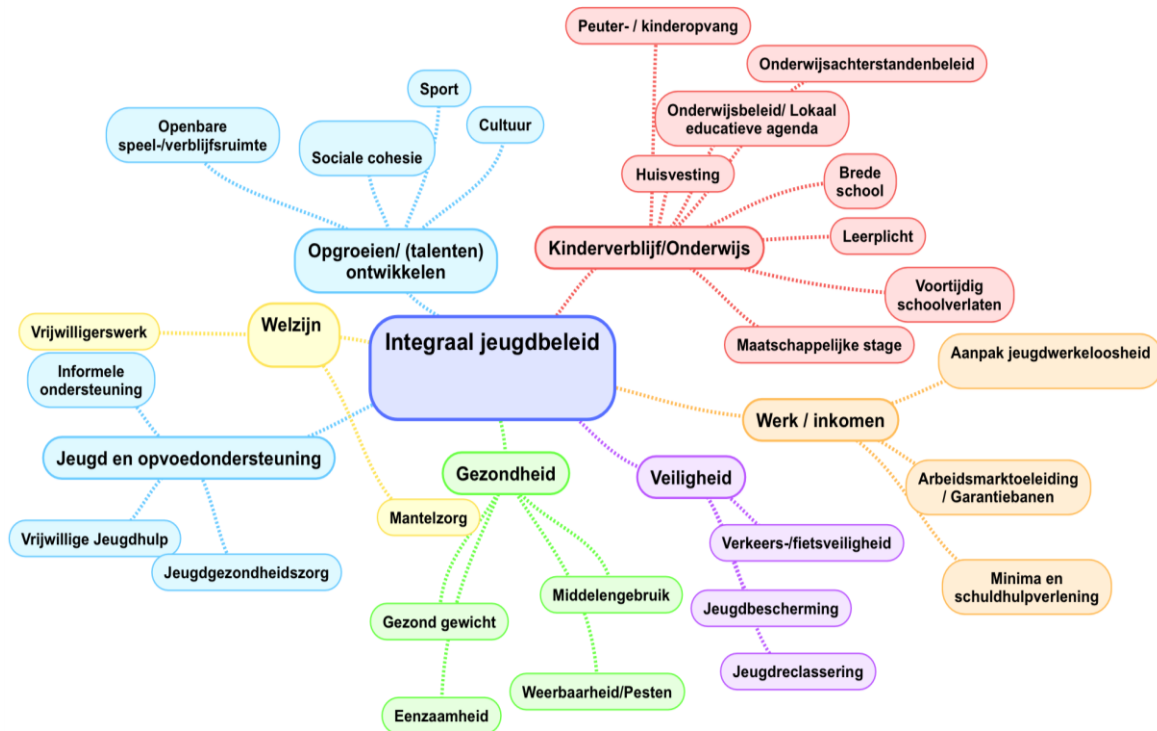 Peuter- / kinderopvang
Onderwijsachterstandenbeleid
Sport
Openbare
speel-/verblijfsruimte
Cultuur
Onderwijsbeleid/ Lokaal
educatieve agenda
Sociale cohesie
Huisvesting
Brede
school
Opgroeien/ (talenten)
ontwikkelen
Kinderverblijf/Onderwijs
Leerplicht
Voortijdig
schoolverlaten
Welzijn
Vrijwilligerswerk
Integraal jeugdbeleid
Maatschappelijke stage
Aanpak jeugdwerkeloosheid
Informele
ondersteuning
Werk / inkomen
Jeugd en opvoedondersteuning
Gezondheid
Veiligheid
Arbeidsmarktoeleiding
/ Garantiebanen
Mantelzorg
Vrijwillige Jeugdhulp
Verkeers-/fietsveiligheid
Jeugdgezondheidszorg
Middelengebruik
Minima en
schuldhulpverlening
Gezond gewicht
Jeugdbescherming
Jeugdreclassering
Weerbaarheid/Pesten
Eenzaamheid